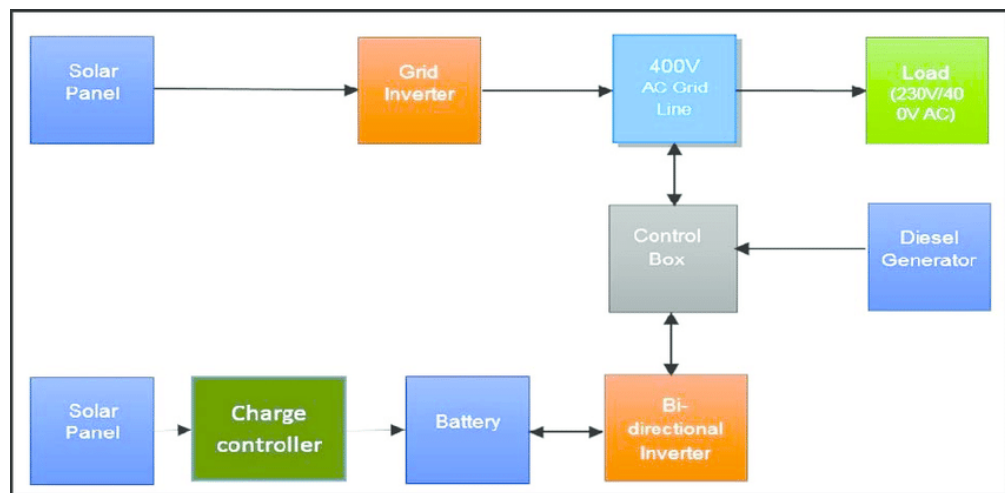 Solar
Panel
Grid
Inverter
400V
AC Grid
Line
Load
(230V/40
0V AC)
Control
Box
Diesel
Generator
Solar
Panel
Charge
controller
Battery
Bi-
directional
Inverter